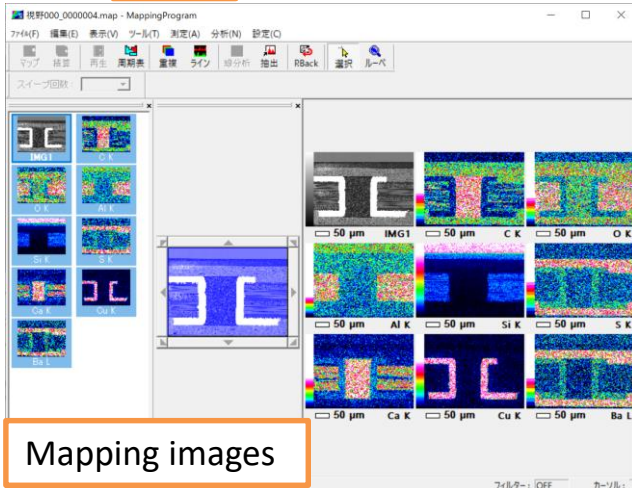 視野000_0000004.map - MappingProgram
ファイル(F) 編集(E) 表示(V) ツール(T) 測定(A) 分析(N) 設定(C)
マップ 積算 再生 周期表 重複 ライン 線分析 抽出 RBack 選択 ルーペ
スイープ回数 :
IMG1 C K
O K Al K
Si K S K
Ca K Cu K
Ba L
50 μm IMG1 50 μm C K 50 μm O K
50 μm Al K 50 μm Si K 50 μm S K
50 μm Ca K 50 μm Cu K 50 μm Ba L
Mapping images
フィルター : OFF カーソル :